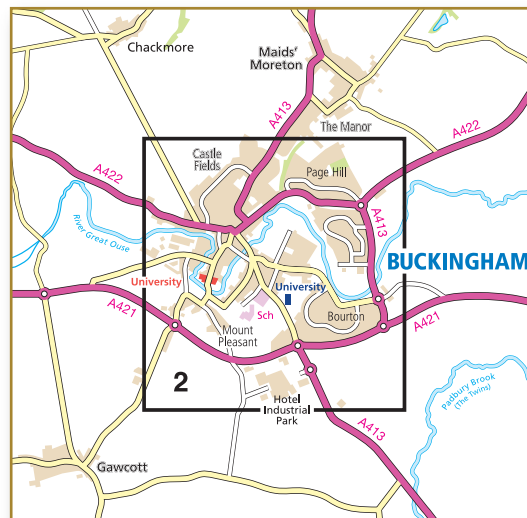 Chackmore
Maids'
Moreton
A413
The Manor
A422
Castle
Fields
Page Hill
A422
River Great Ouse
A413
BUCKINGHAM
University
University
A421
Sch
Bourton
A421
Mount
Pleasant
2
Hotel
Industrial
Park
Padbury Brook
(The Twins)
A413
Gawcott